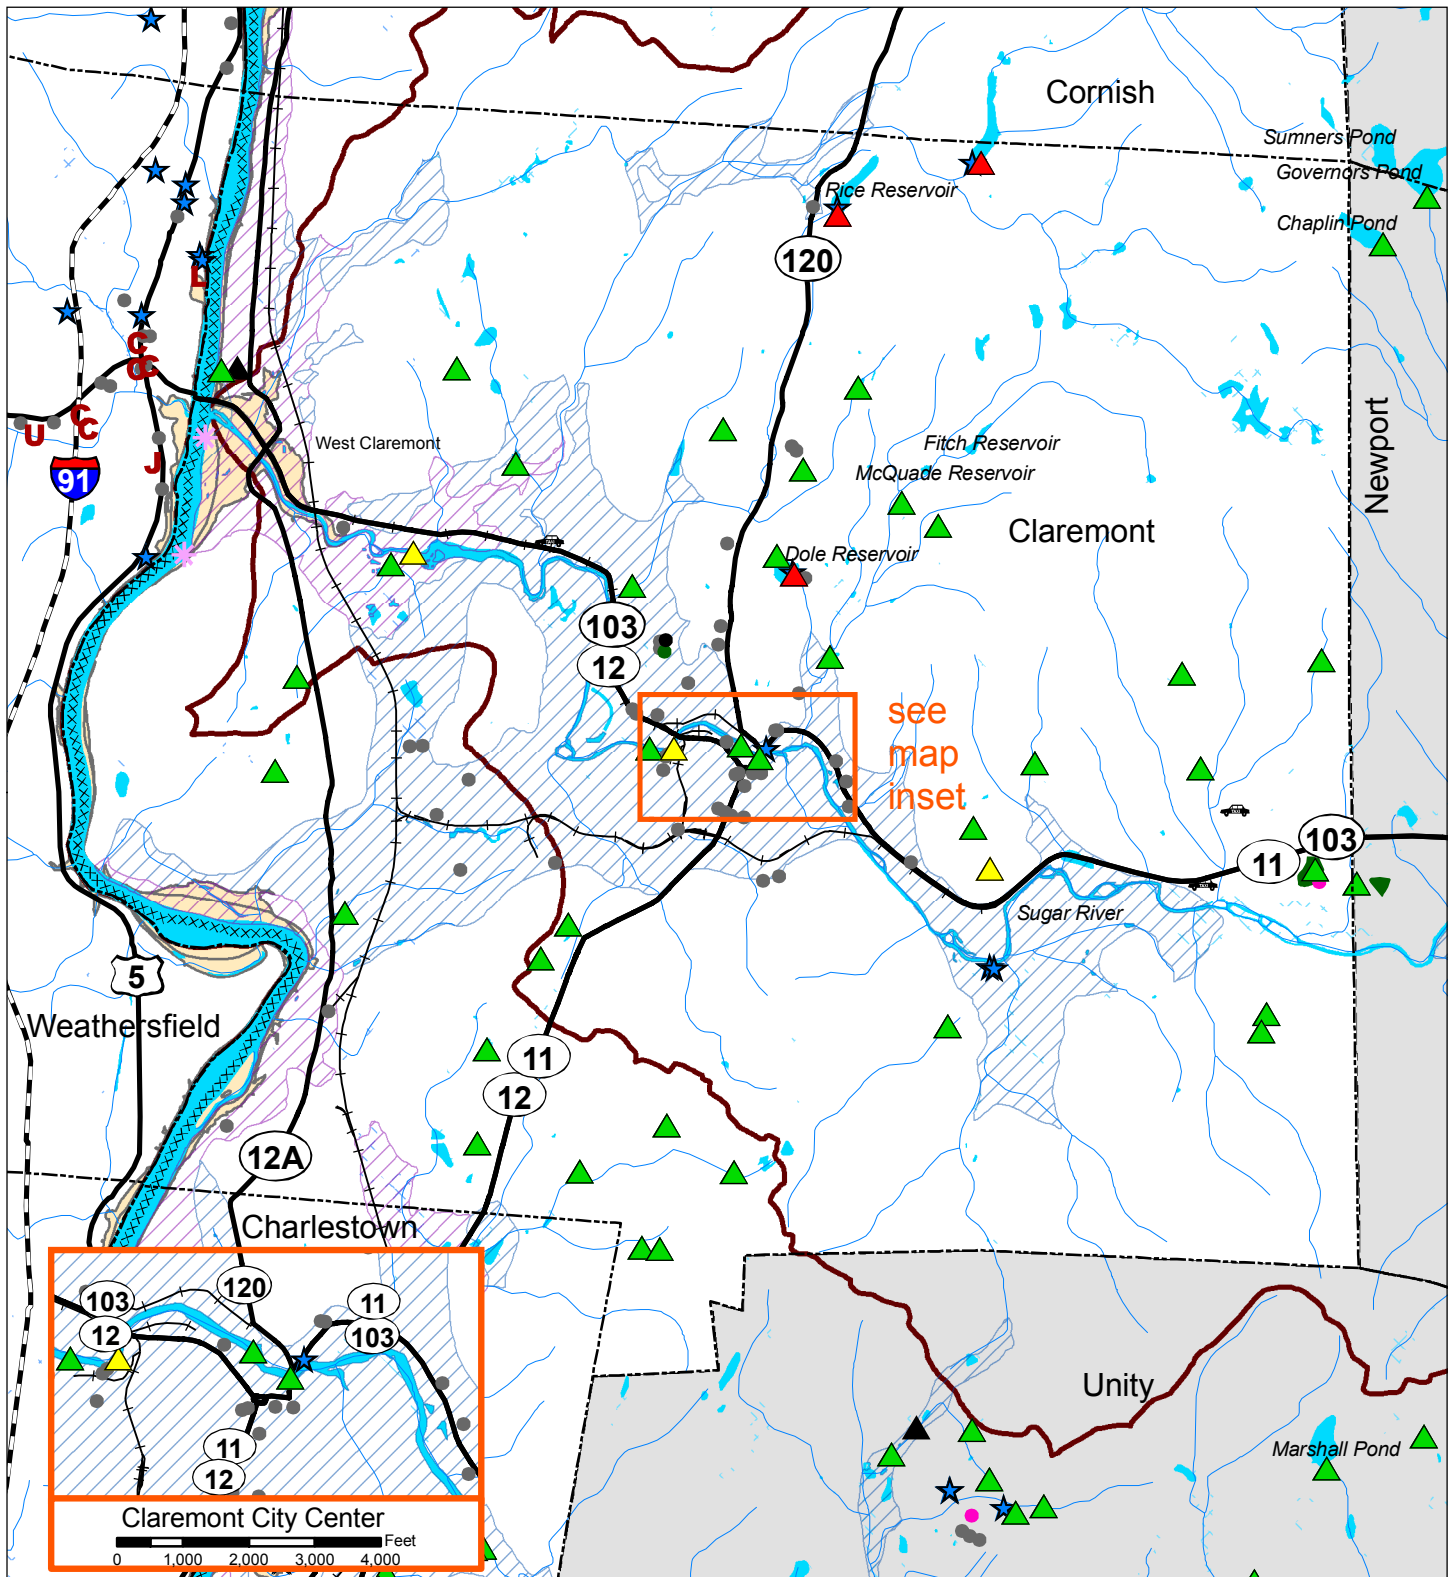 Cornish
Sumners Pond
Governors Pond
Rice Reservoir
Chaplin Pond
120
L
C
C
C
C
C
U
J
91
West Claremont
Fitch Reservoir
McQuade Reservoir
Newport
Claremont
Dole Reservoir
103
12
see
map
inset
103
11
Sugar River
5
Weathersfield
11
12
12A
Charlestown
Unity
Marshall Pond
120
103
12
11
103
11
12
Claremont City Center
Feet
0 1,000 2,000 3,000 4,000